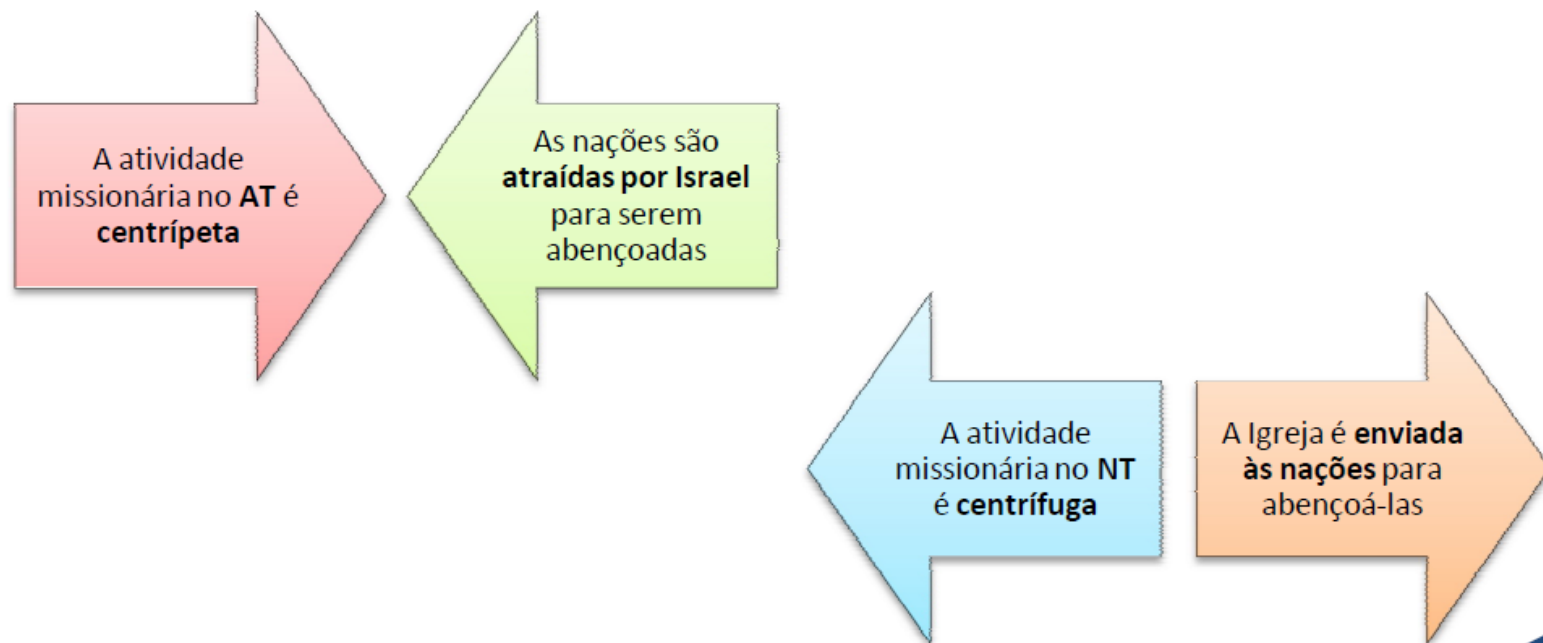 A atividade
missionária no AT é
centrípeta
As nações são
atraídas por Israel
para serem
abençoadas
A atividade
missionária no NT
é centrífuga
A Igreja é enviada
às nações para
abençoá-las